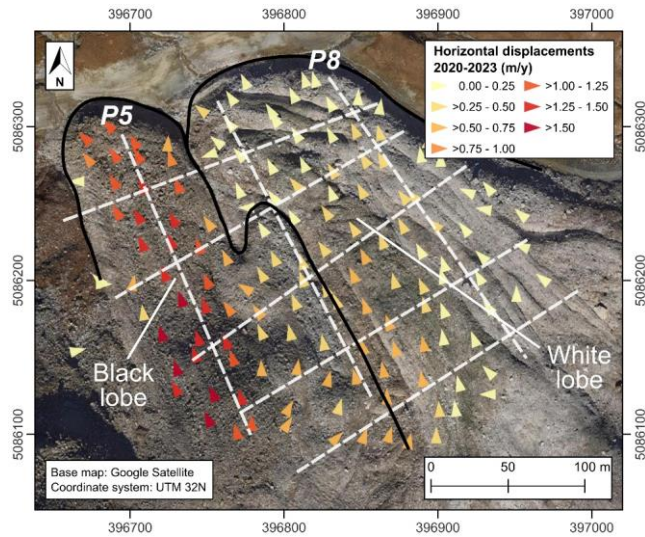 396700 396800 396900 397000
5086300
5086200
5086100
5086300
5086200
5086100
N
P5
P8
Horizontal displacements
2020-2023 (m/y)
0.00 - 0.25
>0.25 - 0.50
>0.50 - 0.75
>0.75 - 1.00
>1.00 - 1.25
>1.25 - 1.50
>1.50
Black
lobe
White
lobe
Base map: Google Satellite
Coordinate system: UTM 32N
0 50 100 m
396700 396800 396900 397000